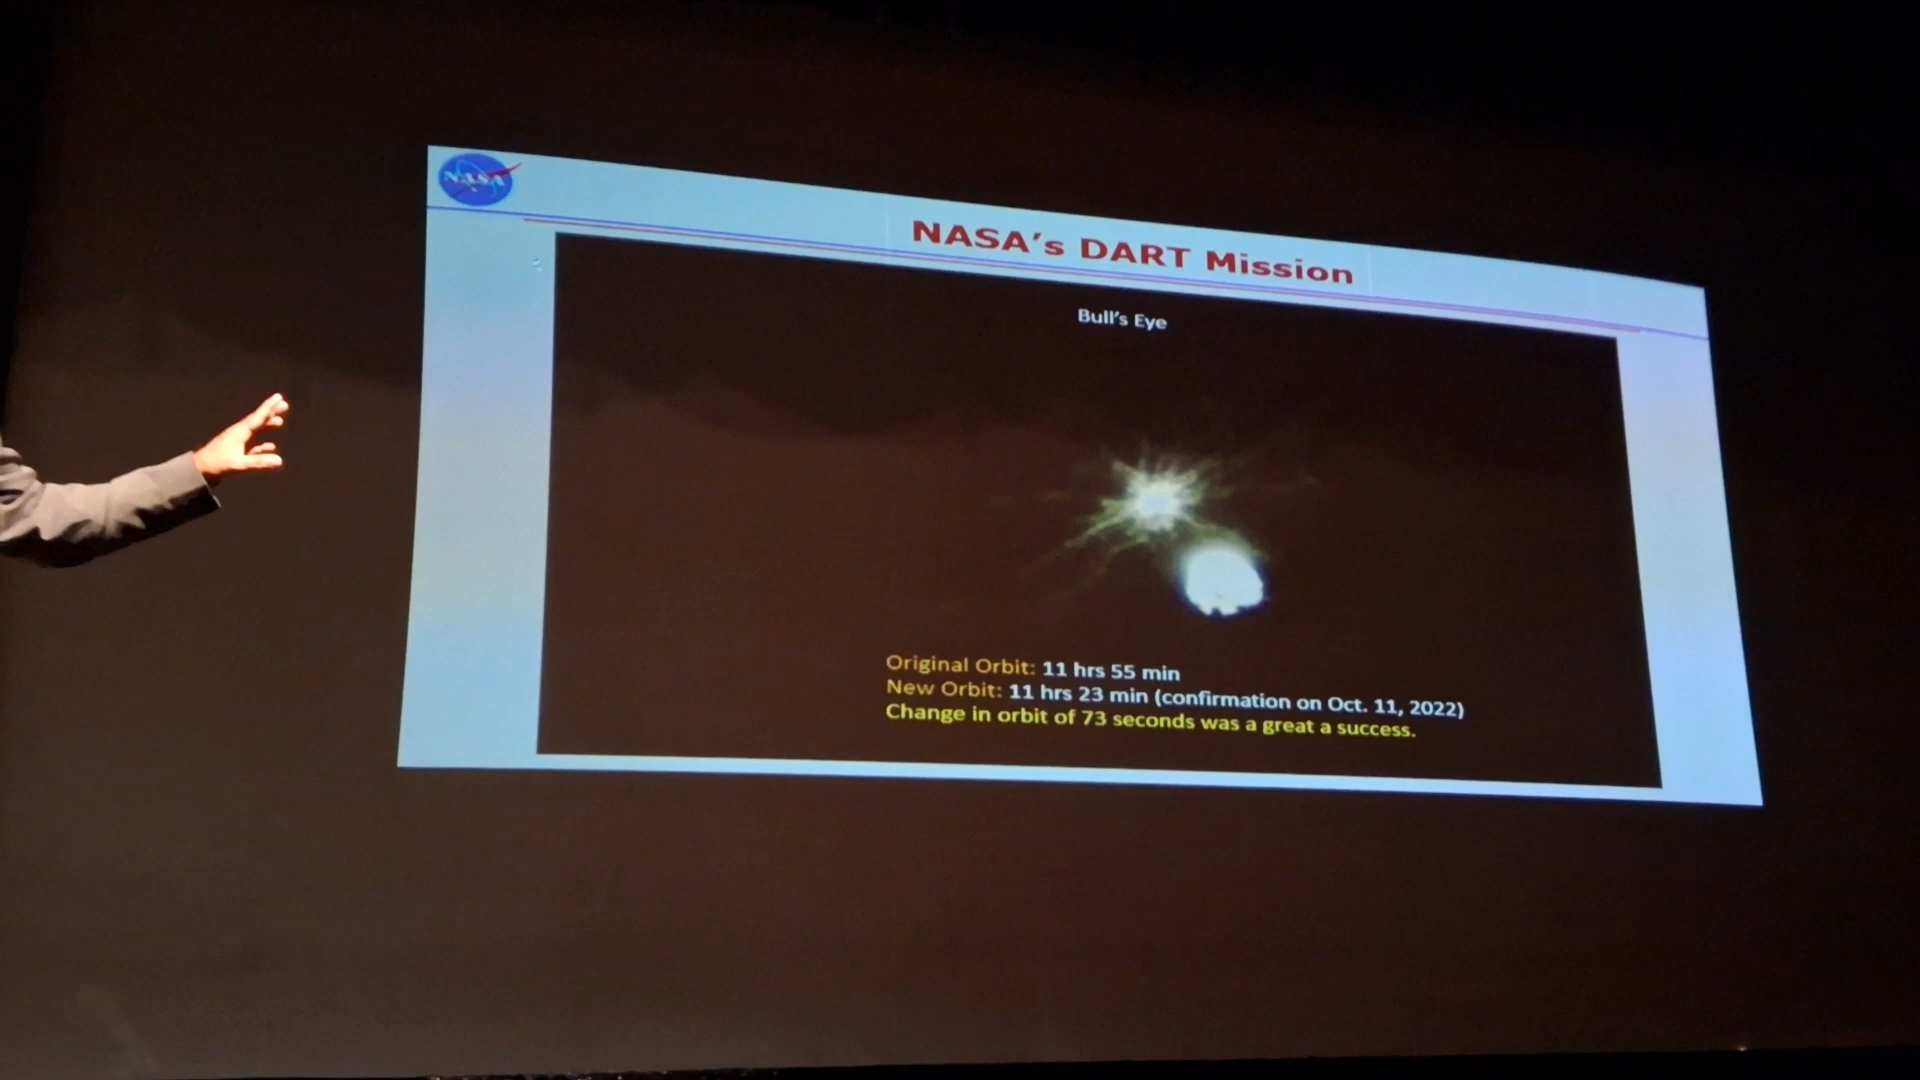 NASA
NASA's DART Mission
Bull's Eye
Original Orbit: 11 hrs 55 min
New Orbit: 11 hrs 23 min (confirmation on Oct. 11, 2022)
Change in orbit of 73 seconds was a great a success.